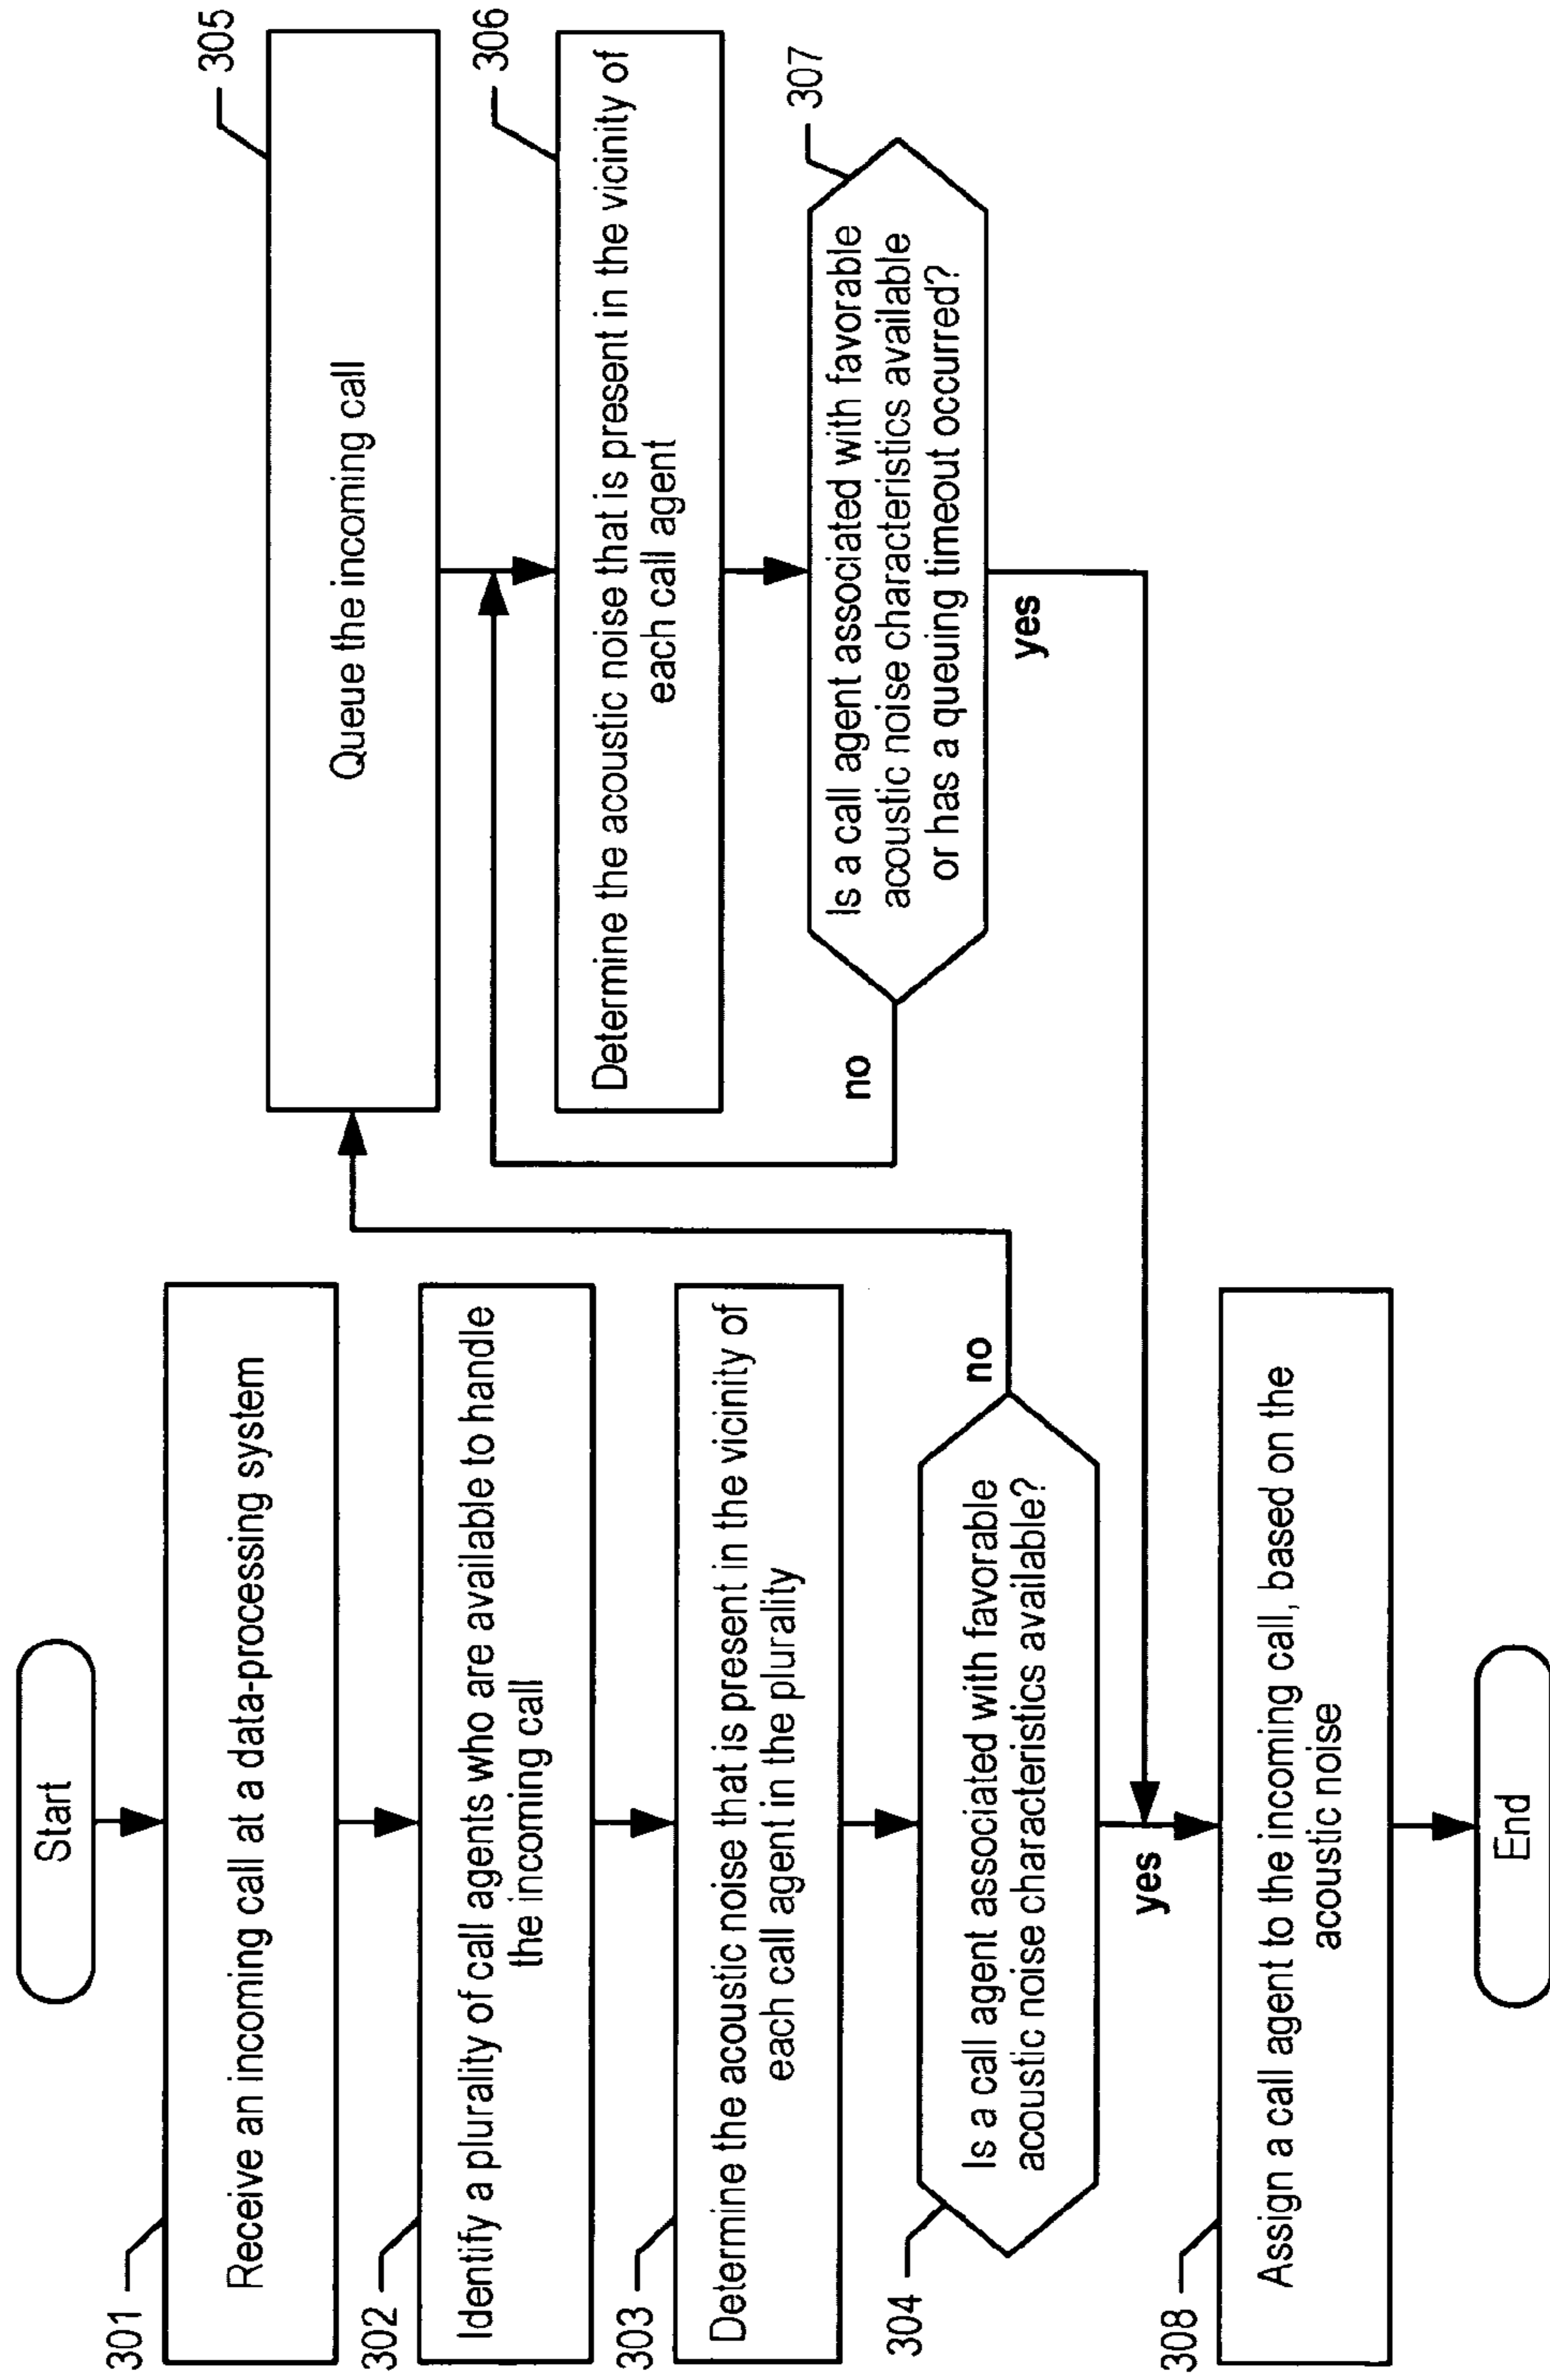 Start
301
Receive an incoming call at a data-processing system
302
Identify a plurality of call agents who are available to handle
the incoming call
303
Determine the acoustic noise that is present in the vicinity of
each call agent in the plurality
304
Is a call agent associated with favorable
acoustic noise characteristics available?
no
yes
305
Queue the incoming call
306
Determine the acoustic noise that is present in the vicinity of
each call agent
307
Is a call agent associated with favorable
acoustic noise characteristics available
or has a queuing timeout occurred?
no
yes
308
Assign a call agent to the incoming call, based on the
acoustic noise
End